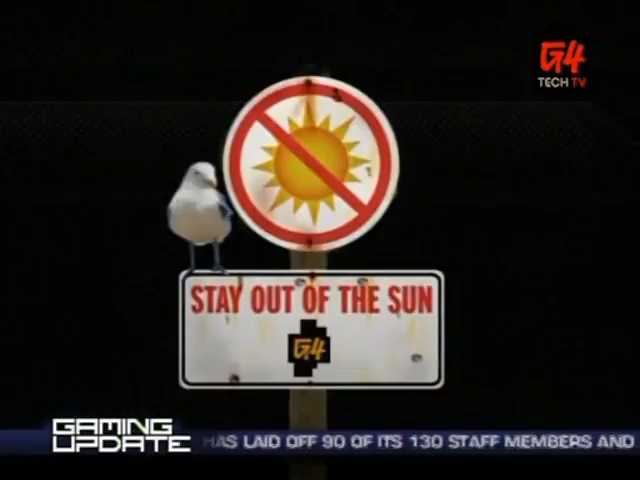 G4
TECH TV
STAY OUT OF THE SUN
G4
GAMING
UPDATE
HAS LAID OFF 90 OF ITS 130 STAFF MEMBERS AND